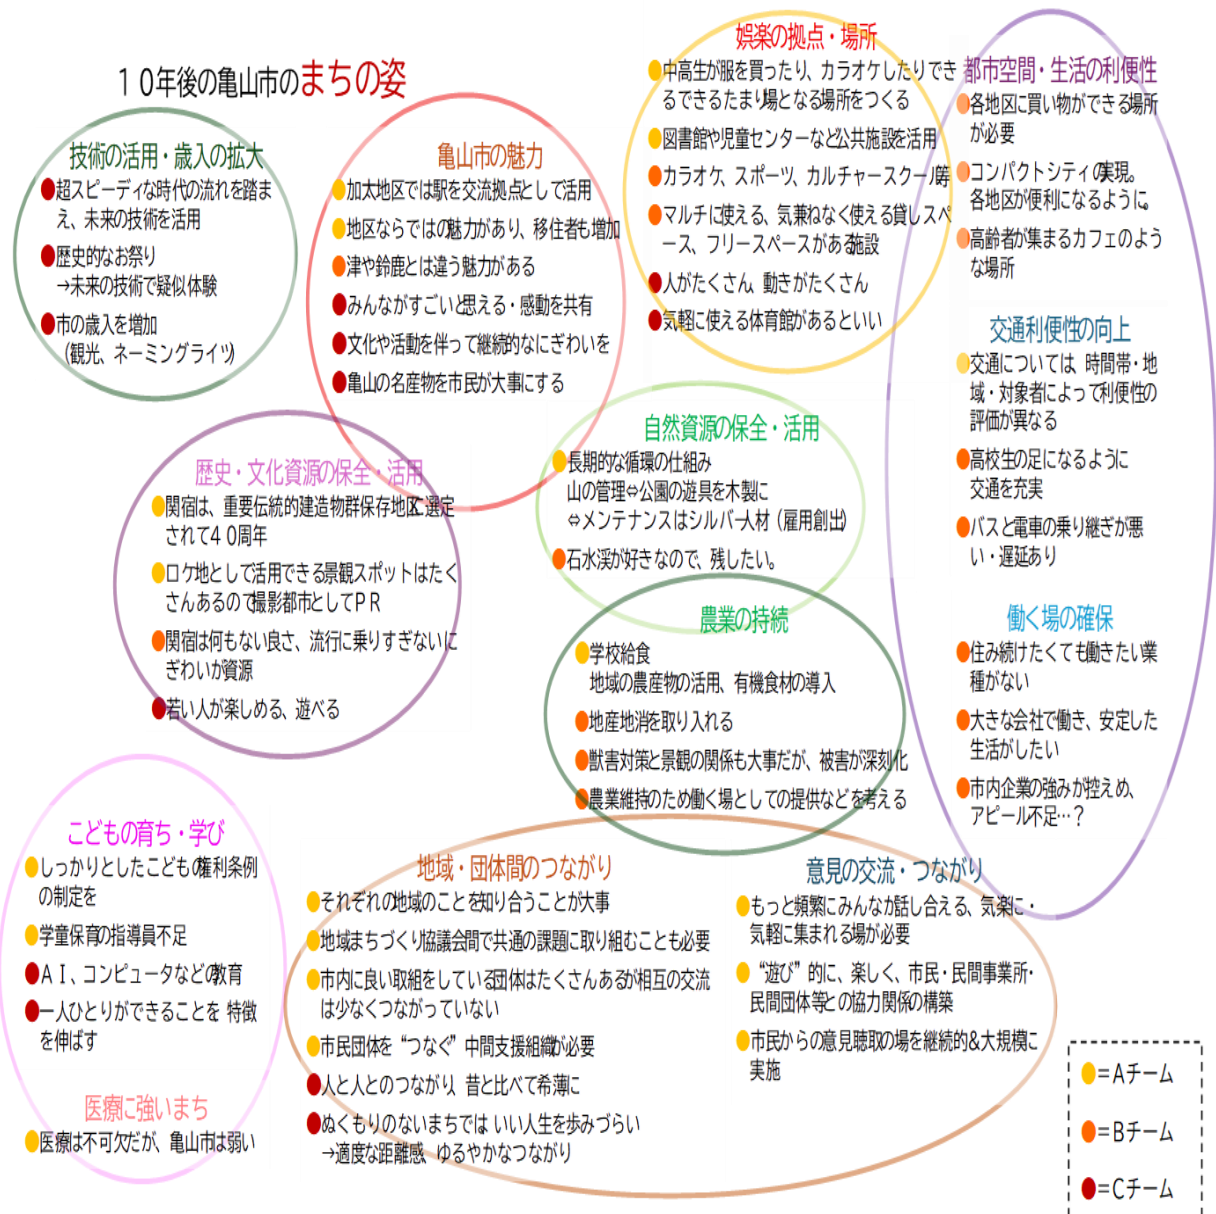 １０年後の亀山市のまちの姿
技術の活用・歳入の拡大
●超スピーディな時代の流れを踏ま
え、未来の技術を活用
●歴史的なお祭り
→未来の技術で疑似体験
●市の歳入を増加
（観光、ネーミングライツ）
亀山市の魅力
●加太地区では駅を交流拠点として活用
●地区ならではの魅力があり、移住者も増加
●津や鈴鹿とは違う魅力がある
●みんながすごいと思える・感動を共有
●文化や活動を伴って継続的なにぎわいを
●亀山の名産物を市民が大事にする
娯楽の拠点・場所
●中高生が服を買ったり、カラオケしたりでき
るできるたまり場となる場所をつくる
●図書館や児童センターなど公共施設を活用
●カラオケ、スポーツ、カルチャースクール等
●マルチに使える、気兼ねなく使える貸しスペ
ース、フリースペースがある施設
●人がたくさん、動きがたくさん
●気軽に使える体育館があるといい
都市空間・生活の利便性
●各地区に買い物ができる場所
が必要
●コンパクトシティの実現。
各地区が便利になるように。
●高齢者が集まるカフェのよう
な場所
交通利便性の向上
●交通については、時間帯・地
域・対象者によって利便性の
評価が異なる
●高校生の足になるように
交通を充実
●バスと電車の乗り継ぎが悪
い・遅延あり
働く場の確保
●住み続けたくても働きたい業
種がない
●大きな会社で働き、安定した
生活がしたい
●市内企業の強みが控えめ、
アピール不足…？
歴史・文化資源の保全・活用
●関宿は、重要伝統的建造物群保存地区に選定
されて４０周年
●ロケ地として活用できる景観スポットはたく
さんあるので撮影都市としてＰＲ
●関宿は何もない良さ、流行に乗りすぎないに
ぎわいが資源
●若い人が楽しめる、遊べる
自然資源の保全・活用
●長期的な循環の仕組み
山の管理⇔公園の遊具を木製に
⇔メンテナンスはシルバー人材（雇用創出）
●石水渓が好きなので、残したい。
農業の持続
●学校給食
地域の農産物の活用、有機食材の導入
●地産地消を取り入れる
●獣害対策と景観の関係も大事だが、被害が深刻化
●農業維持のため働く場としての提供などを考える
こどもの育ち・学び
●しっかりとしたこどもの権利条例
の制定を
●学童保育の指導員不足
●ＡＩ、コンピュータなどの教育
●一人ひとりができることを、特徴
を伸ばす
医療に強いまち
●医療は不可欠だが、亀山市は弱い
地域・団体間のつながり
●それぞれの地域のことを知り合うことが大事
●地域まちづくり協議会間で共通の課題に取り組むことも必要
●市内に良い取組をしている団体はたくさんあるが相互の交流
は少なくつながっていない
●市民団体を“つなぐ”中間支援組織が必要
●人と人とのつながり、昔と比べて希薄に
●ぬくもりのないまちでは、いい人生を歩みづらい
→適度な距離感、ゆるやかなつながり
意見の交流・つながり
●もっと頻繁にみんなが話し合える、気楽に・
気軽に集まれる場が必要
●“遊び”的に、楽しく、市民・民間事業所・
民間団体等との協力関係の構築
●市民からの意見聴取の場を継続的&大規模に
実施
●＝Ａチーム
●＝Ｂチーム
●＝Ｃチーム